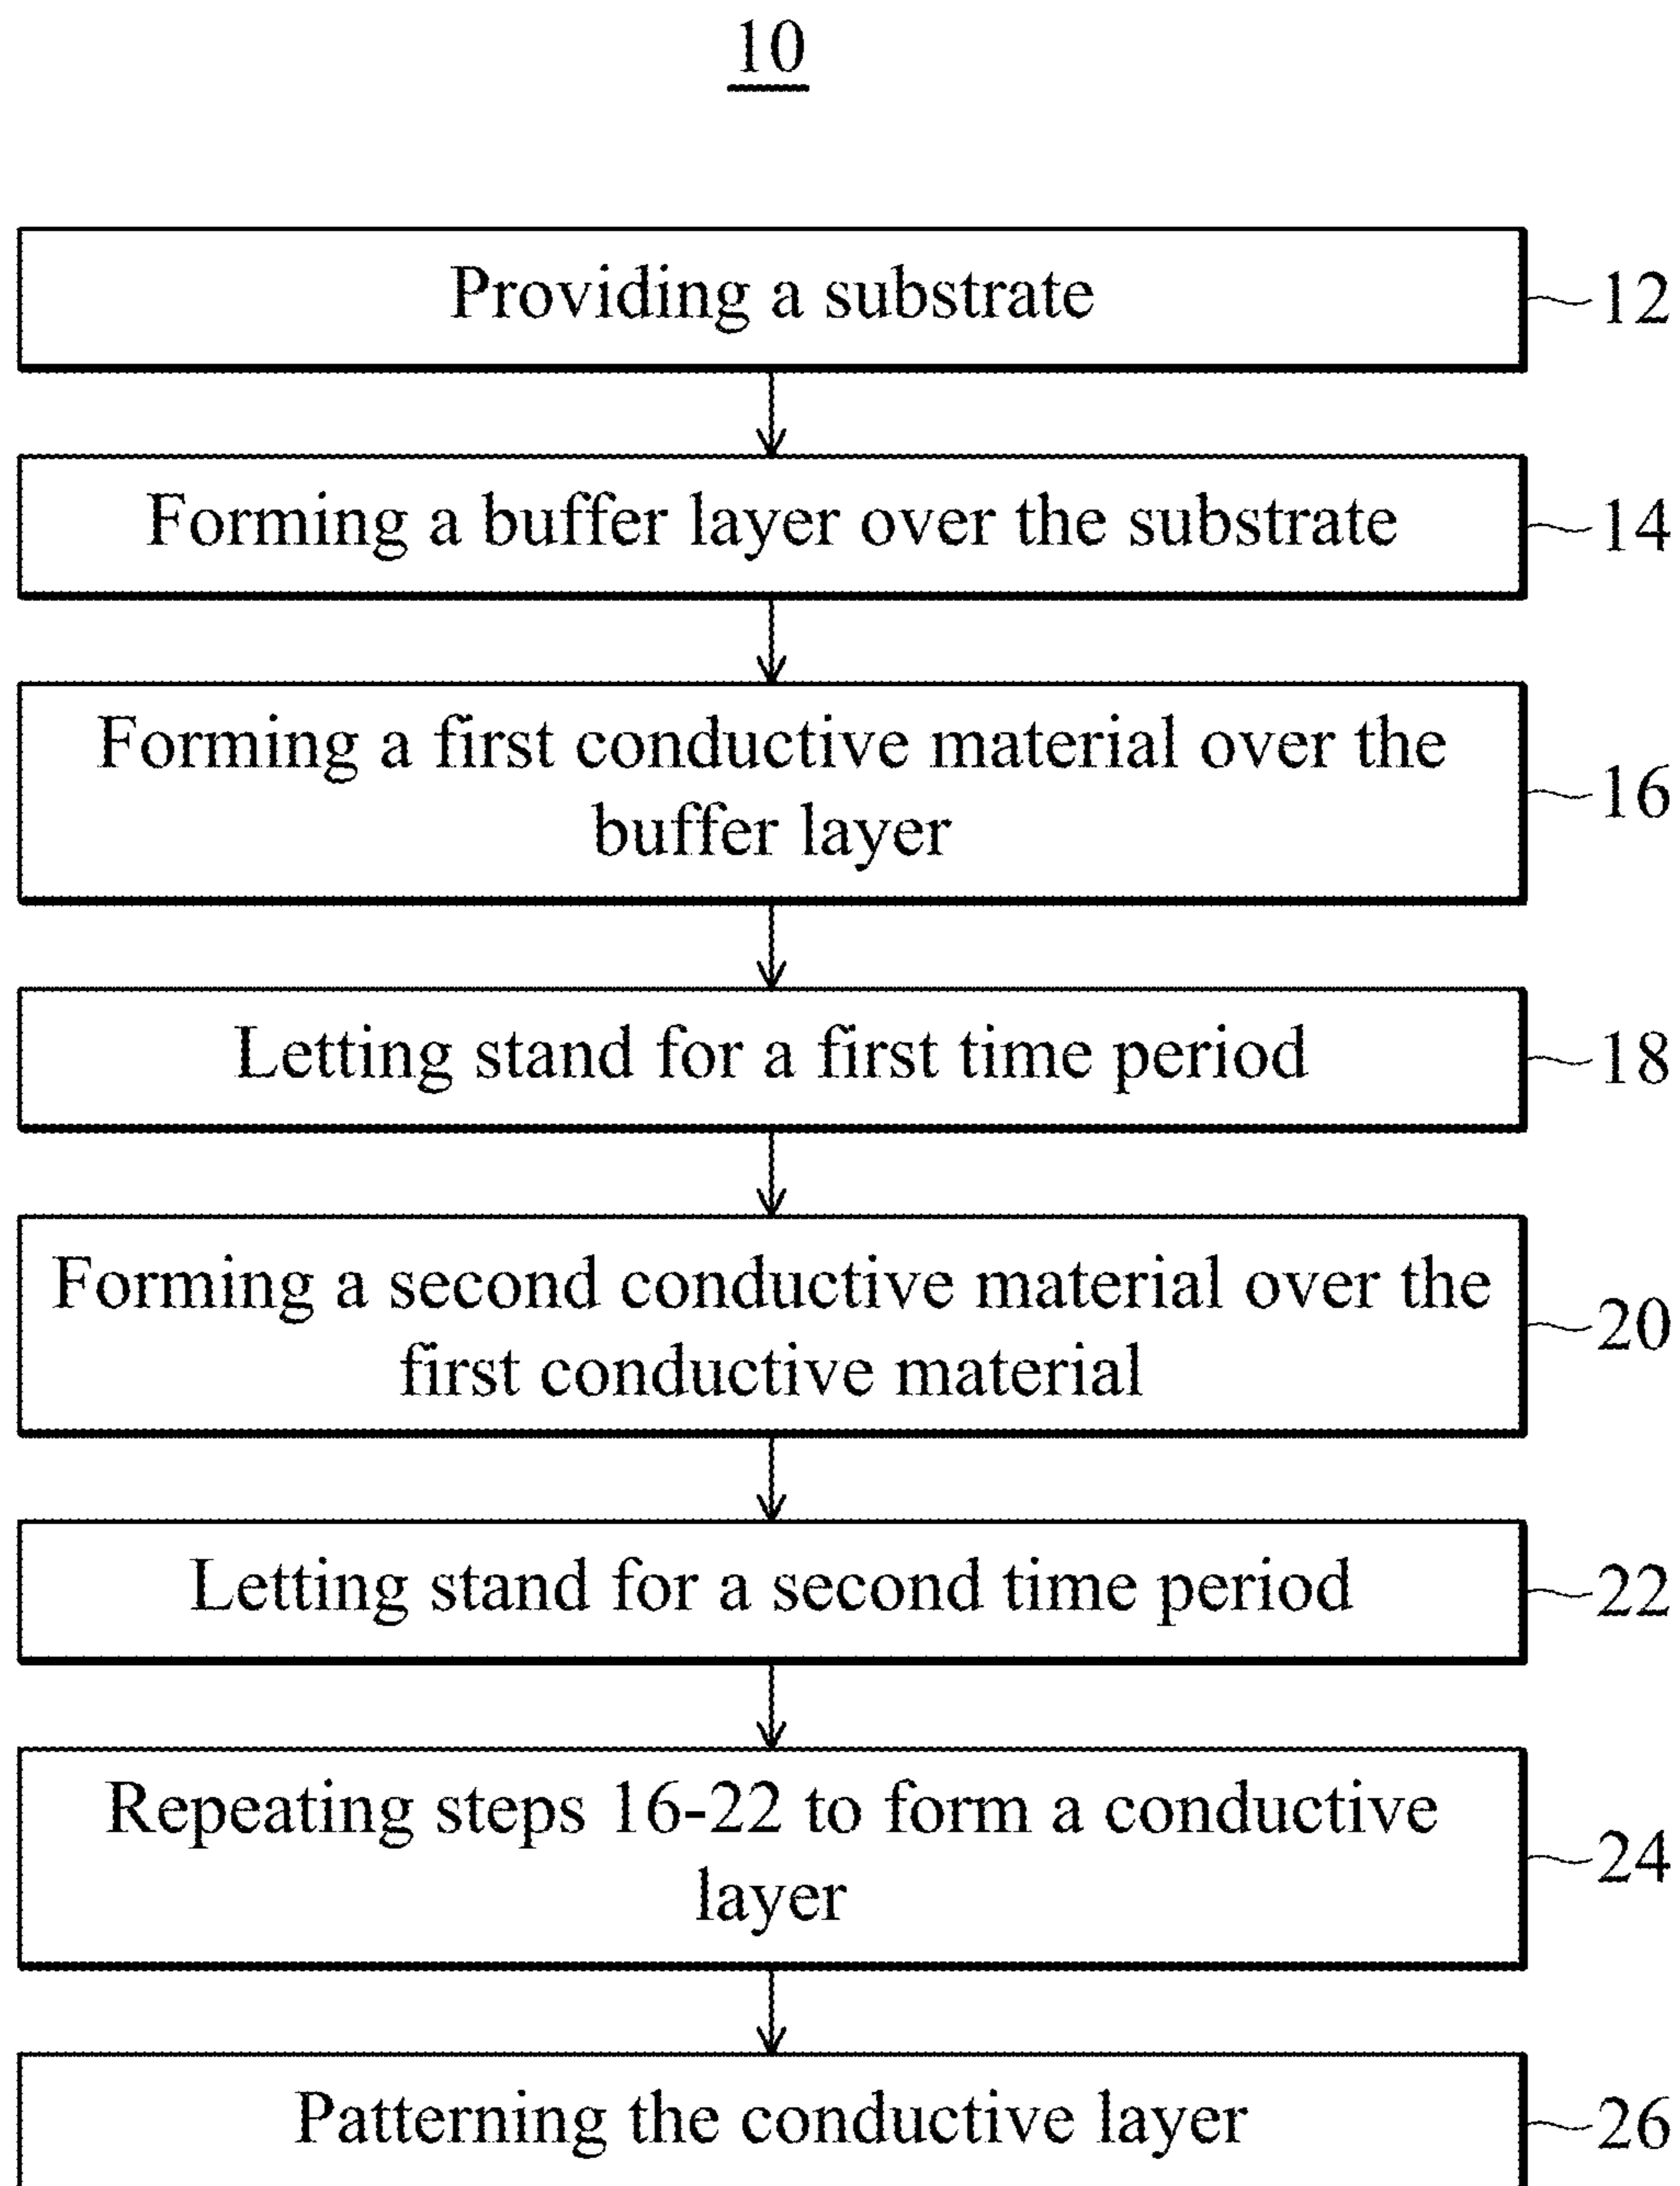 10
Providing a substrate
12
Forming a buffer layer over the substrate
14
Forming a first conductive material over the
buffer layer
16
Letting stand for a first time period
18
Forming a second conductive material over the
first conductive material
20
Letting stand for a second time period
22
Repeating steps 16-22 to form a conductive
layer
24
Patterning the conductive layer
26